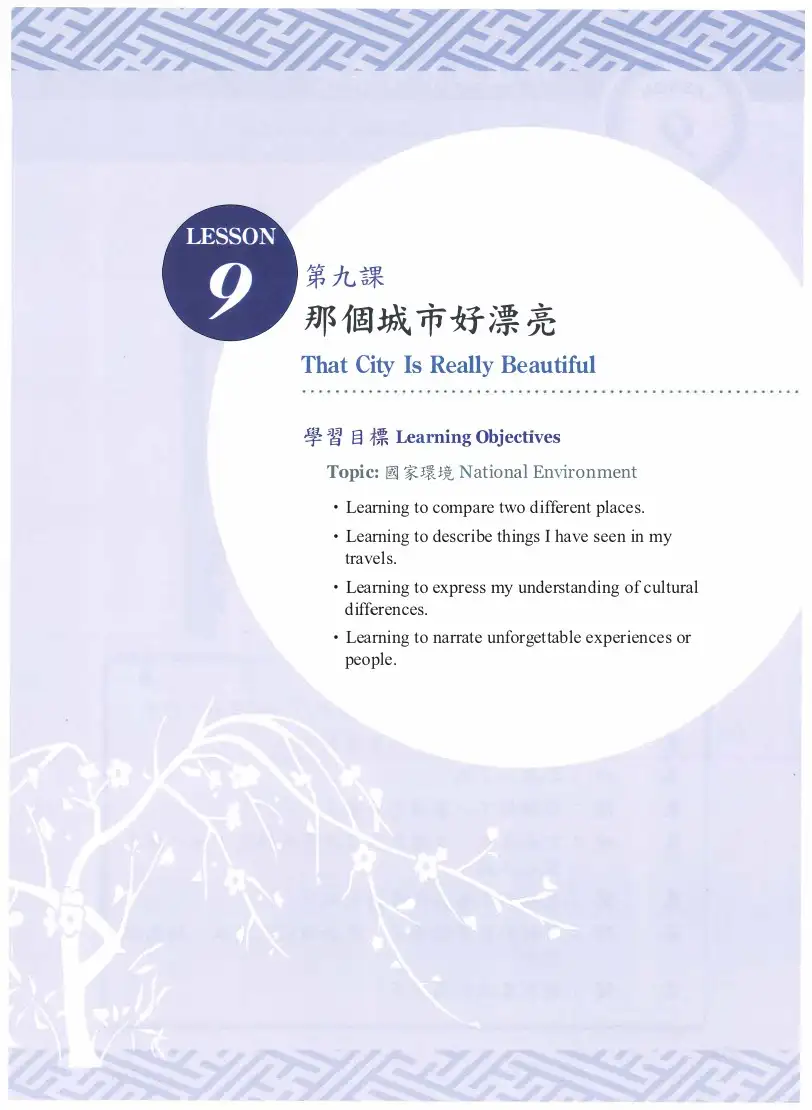 LESSON
9
第九課
那個城市好漂亮
That City Is Really Beautiful
學習目標 Learning Objectives
Topic: 國家環境 National Environment
・Learning to compare two different places.
・Learning to describe things I have seen in my
travels.
・Learning to express my understanding of cultural
differences.
・Learning to narrate unforgettable experiences or
people.